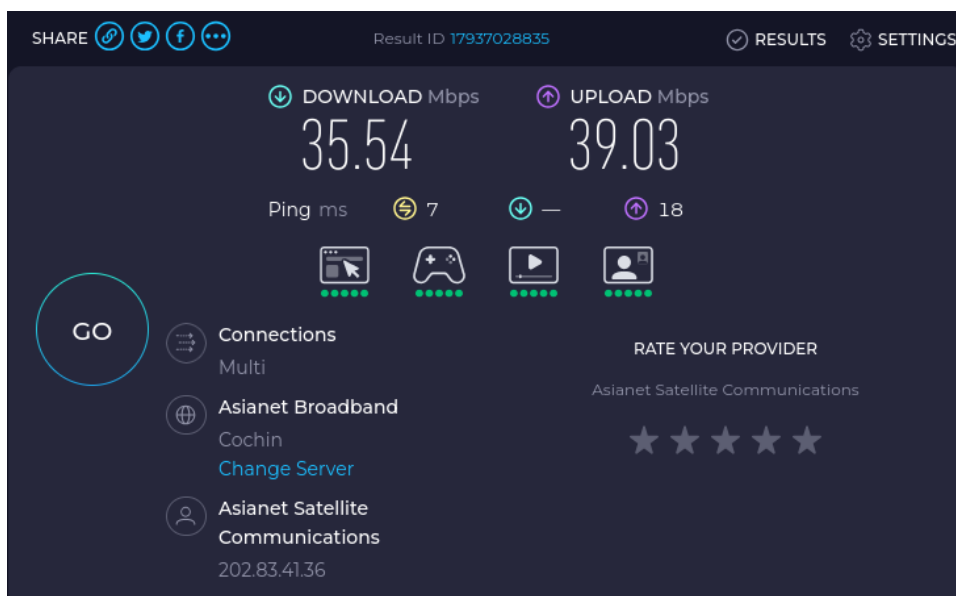 SHARE
Result ID 17937028835
RESULTS
SETTINGS
DOWNLOAD Mbps
UPLOAD Mbps
35.54
39.03
Ping ms
7
—
18
GO
Connections
Multi
Asianet Broadband
Cochin
Change Server
Asianet Satellite
Communications
202.83.41.36
RATE YOUR PROVIDER
Asianet Satellite Communications